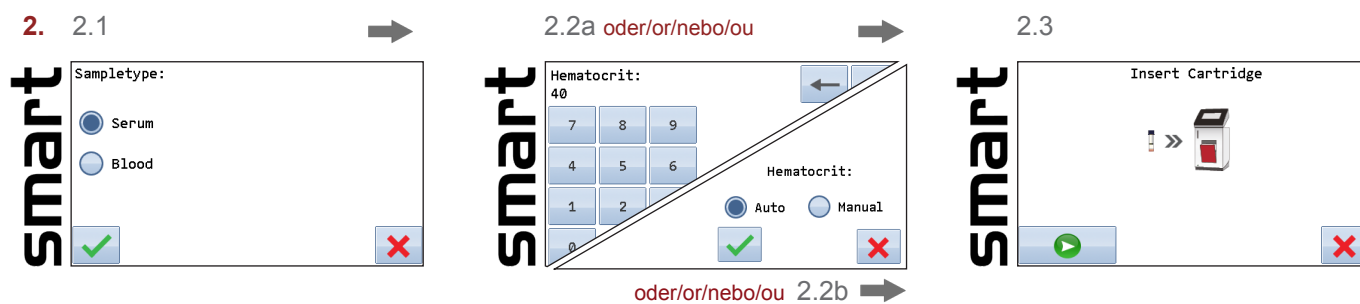 2. 2.1
smart
Sampletype:
Serum
Blood
2.2a oder/or/nebo/ou
smart
Hematocrit:
40
7 8 9
4 5 6
1 2
0
Hematocrit:
Auto Manual
oder/or/nebo/ou 2.2b
2.3
smart
Insert Cartridge